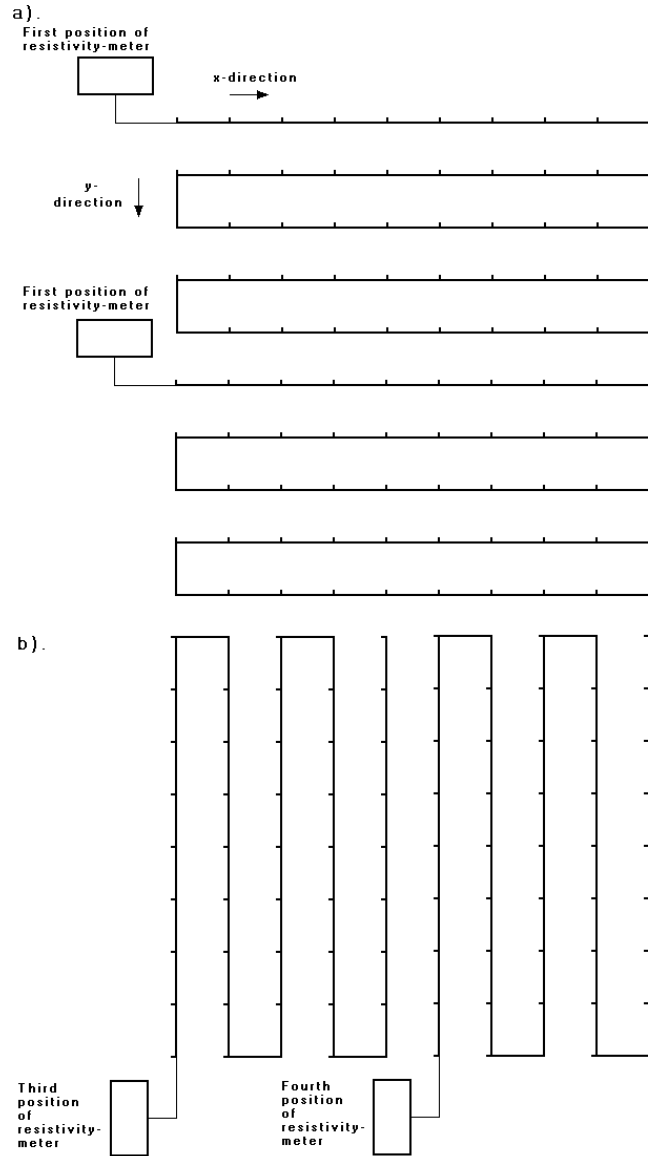 a).
First position of
resistivity-meter
x-direction
y-
direction
First position of
resistivity-meter
b).
Third
position
of
resistivity-
meter
Fourth
position
of
resistivity-
meter